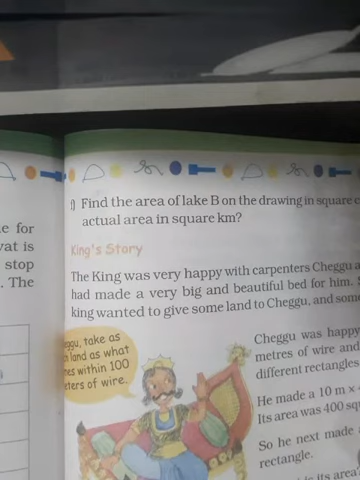 e for
vat is
stop
. The
f) Find the area of lake B on the drawing in square
actual area in square km?
King's Story
The King was very happy with carpenters Cheggu
had made a very big and beautiful bed for him.
king wanted to give some land to Cheggu, and some
eggu, take as
land as what
es within 100
eters of wire.
Cheggu was happy
metres of wire and
different rectangles
He made a 10 m ×
Its area was 400 sq
So he next made
rectangle.
its area